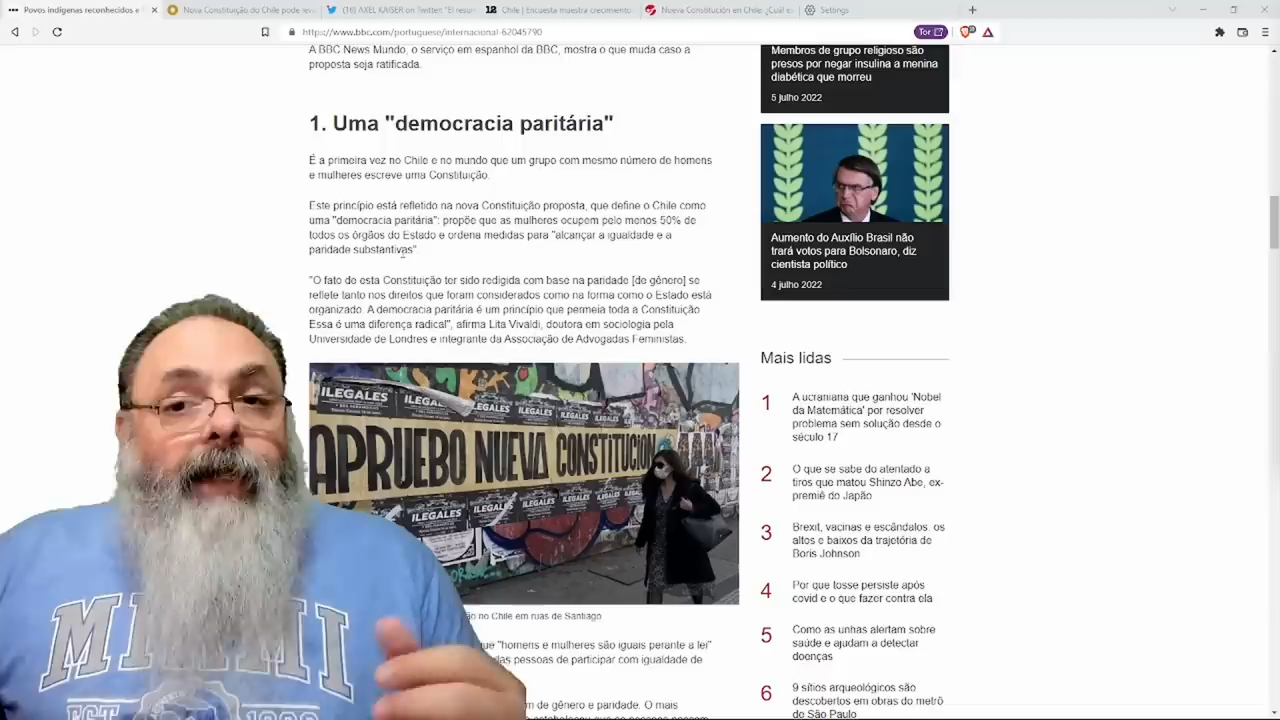 Povos indígenas reconhecidos e
Nova Constituição do Chile pode reve
(16) AXEL KAISER on Twitter: "El resen
Chile | Encuesta muestra crecimiento
Nueva Constitución en Chile: ¿Cuál es
Settings
https://www.bbc.com/portuguese/internacional-62045790
Tor
A BBC News Mundo, o serviço em espanhol da BBC, mostra o que muda caso a
proposta seja ratificada.
1. Uma "democracia paritária"
É a primeira vez no Chile e no mundo que um grupo com mesmo número de homens
e mulheres escreve uma Constituição.
Este princípio está refletido na nova Constituição proposta, que define o Chile como
uma "democracia paritária": propõe que as mulheres ocupem pelo menos 50% de
todos os órgãos do Estado e ordena medidas para "alcançar a igualdade e a
paridade substantivas".
"O fato de esta Constituição ter sido redigida com base na paridade [de gênero] se
reflete tanto nos direitos que foram considerados como na forma como o Estado está
organizado. A democracia paritária é um princípio que permeia toda a Constituição
Essa é uma diferença radical", afirma Lita Vivaldi, doutora em sociologia pela
Universidade de Londres e integrante da Associação de Advogadas Feministas.
ILEGALES
ILEGALES
ILEGALES
ILEGALES
APRUEBO NUEVA CONSTITUCION
ILEGALES
ILEGALES
ILEGALES
ão no Chile em ruas de Santiago
que "homens e mulheres são iguais perante a lei"
das pessoas de participar com igualdade de
m de gênero e paridade. O mais
MIAMI
Membros de grupo religioso são
presos por negar insulina a menina
diabética que morreu
5 julho 2022
Aumento do Auxílio Brasil não
trará votos para Bolsonaro, diz
cientista político
4 julho 2022
Mais lidas
1
A ucraniana que ganhou 'Nobel
da Matemática' por resolver
problema sem solução desde o
século 17
2
O que se sabe do atentado a
tiros que matou Shinzo Abe, ex-
premiê do Japão
3
Brexit, vacinas e escândalos: os
altos e baixos da trajetória de
Boris Johnson
4
Por que tosse persiste após
covid e o que fazer contra ela
5
Como as unhas alertam sobre
saúde e ajudam a detectar
doenças
6
9 sítios arqueológicos são
descobertos em obras do metrô
de São Paulo